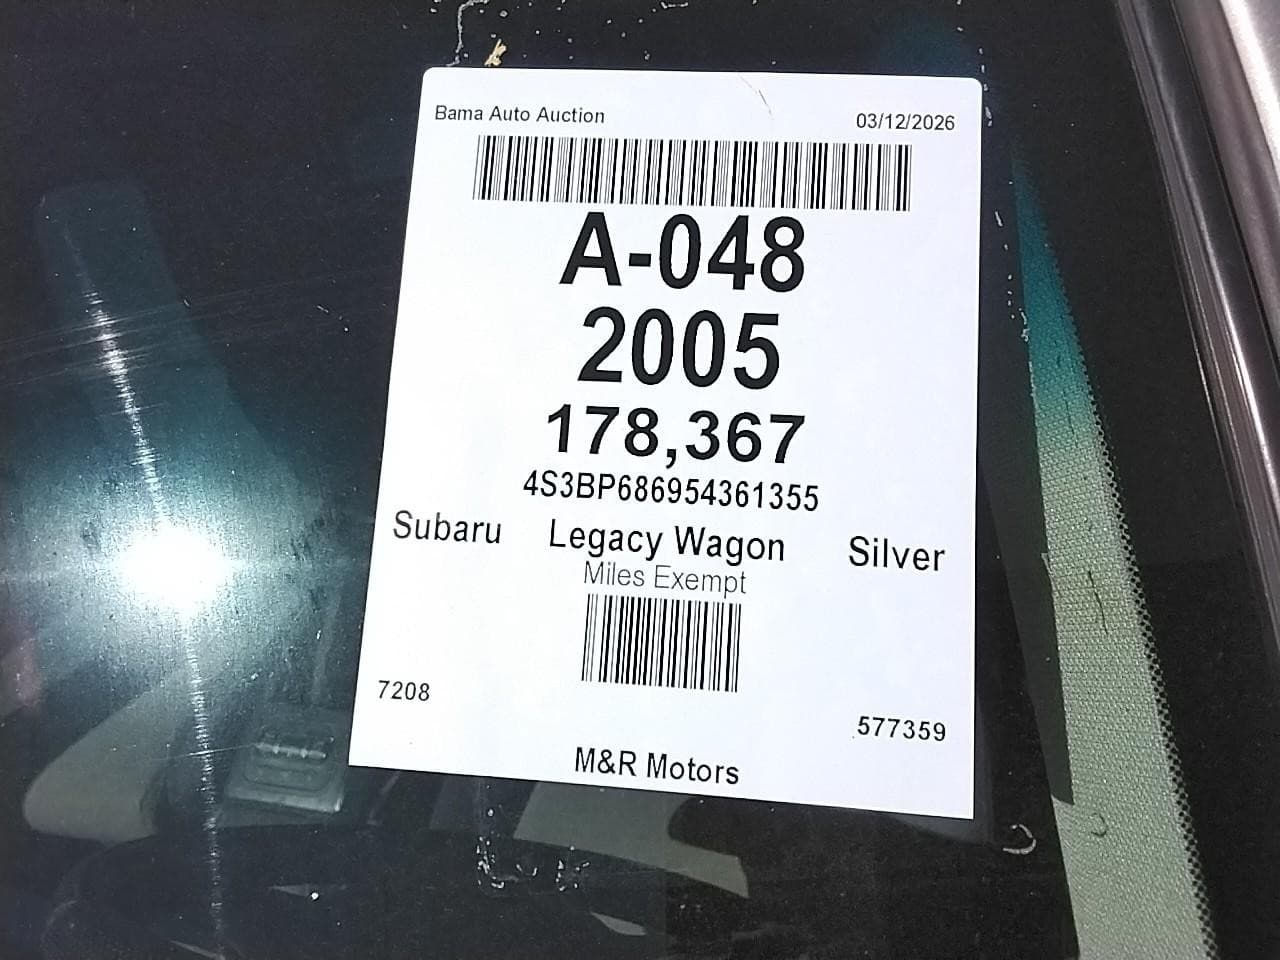 Bama Auto Auction 03/12/2026
A-048
2005
178,367
4S3BP686954361355
Subaru Legacy Wagon Silver
Miles Exempt
7208
577359
M&R Motors